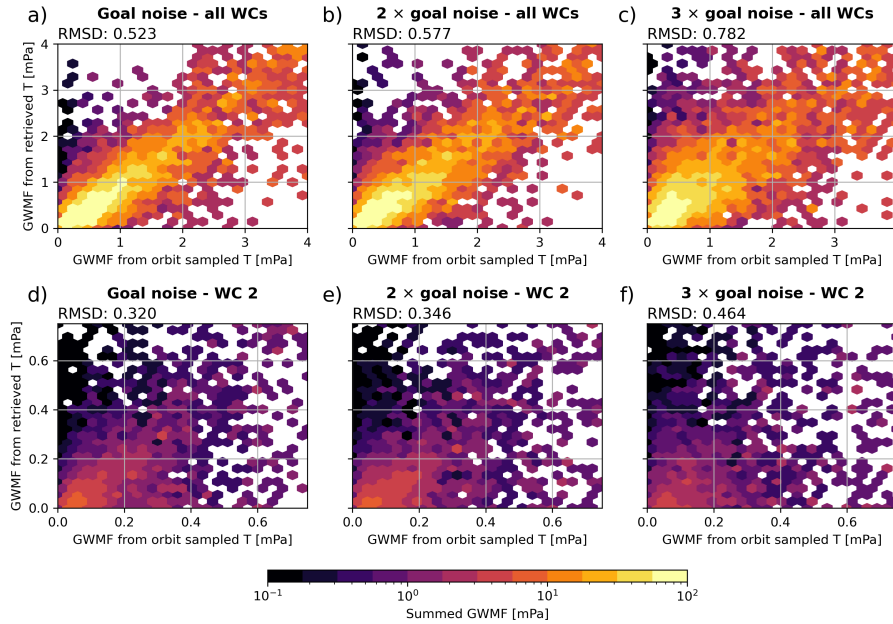 a) Goal noise - all WCs
RMSD: 0.523
b) 2 × goal noise - all WCs
RMSD: 0.577
c) 3 × goal noise - all WCs
RMSD: 0.782
GWMF from retrieved T [mPa]
4
3
2
1
0
0 1 2 3 4
0 1 2 3 4
0 1 2 3
GWMF from orbit sampled T [mPa]
GWMF from orbit sampled T [mPa]
GWMF from orbit sampled T [mPa]
d) Goal noise - WC 2
RMSD: 0.320
e) 2 × goal noise - WC 2
RMSD: 0.346
f) 3 × goal noise - WC 2
RMSD: 0.464
GWMF from retrieved T [mPa]
0.6
0.4
0.2
0.0
0.0 0.2 0.4 0.6
0.0 0.2 0.4 0.6
0.0 0.2 0.4 0.6
GWMF from orbit sampled T [mPa]
GWMF from orbit sampled T [mPa]
GWMF from orbit sampled T [mPa]
10⁻¹ 10⁰ 10¹ 10²
Summed GWMF [mPa]